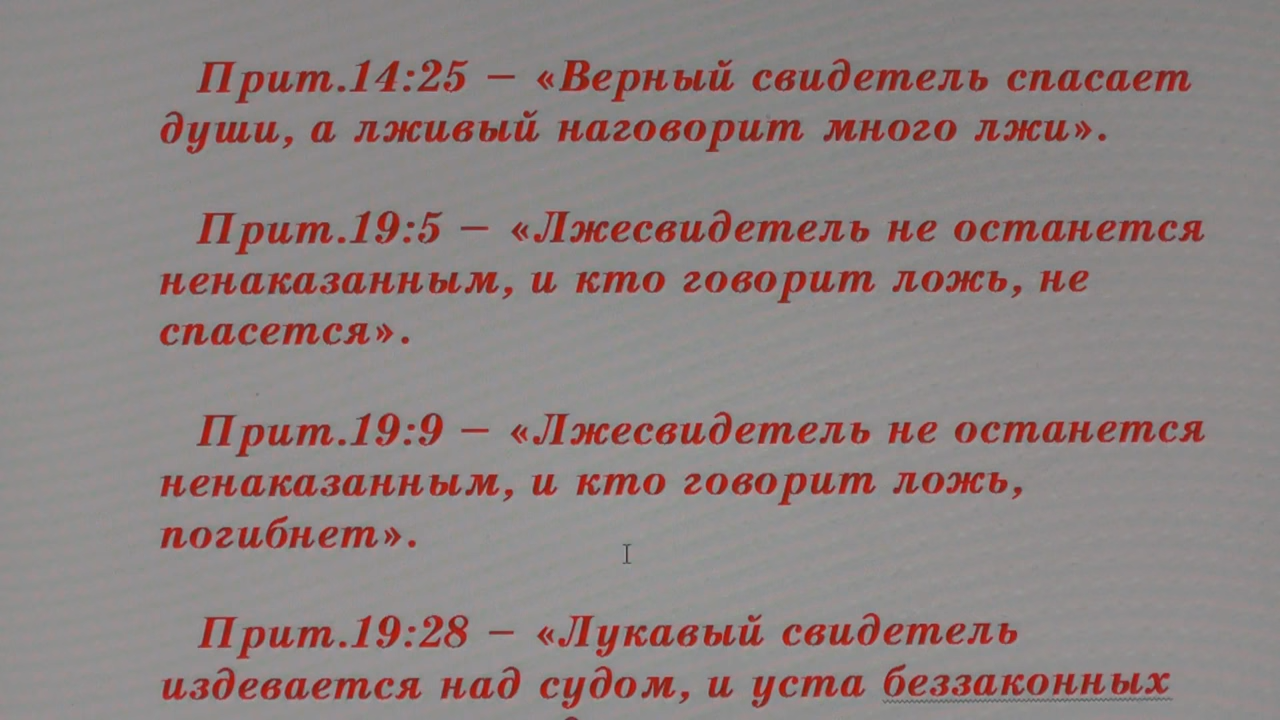 Прит.14:25 – «Верный свидетель спасает
души, а лживый наговорит много лжи».
Прит.19:5 – «Лжесвидетель не останется
ненаказанным, и кто говорит ложь, не
спасется».
Прит.19:9 – «Лжесвидетель не останется
ненаказанным, и кто говорит ложь,
погибнет».
Прит.19:28 – «Лукавый свидетель
издевается над судом, и уста беззаконных